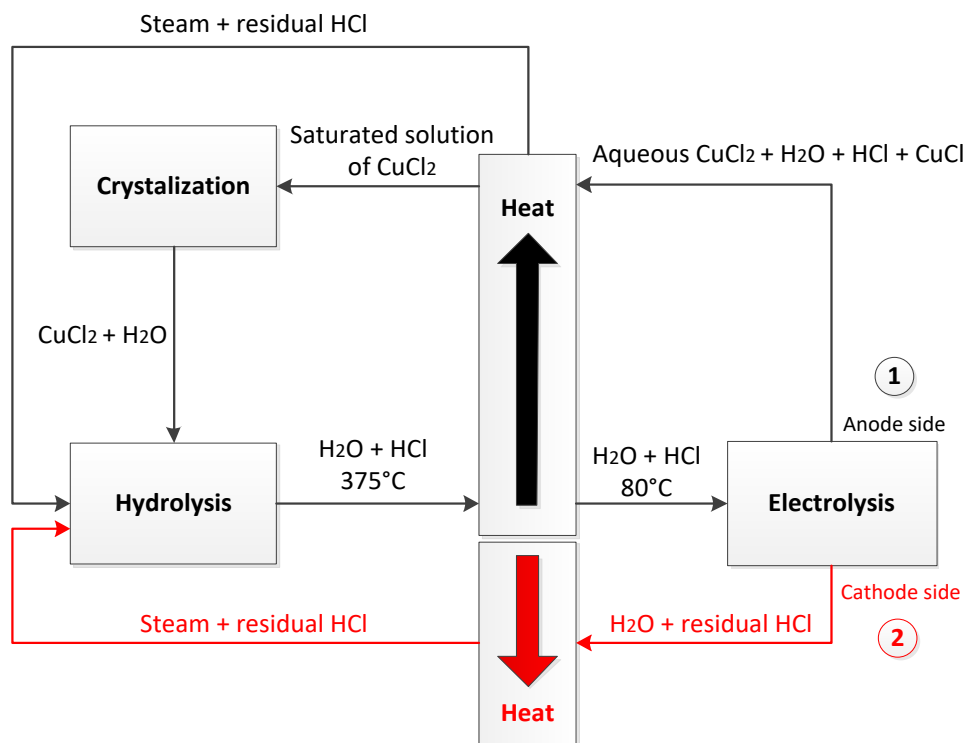 Steam + residual HCl
Saturated solution
of CuCl2
Aqueous CuCl2 + H2O + HCl + CuCl
Crystalization
Heat
CuCl2 + H2O
1
Anode side
H2O + HCl
375°C
H2O + HCl
80°C
Hydrolysis
Electrolysis
Cathode side
Steam + residual HCl
H2O + residual HCl
2
Heat